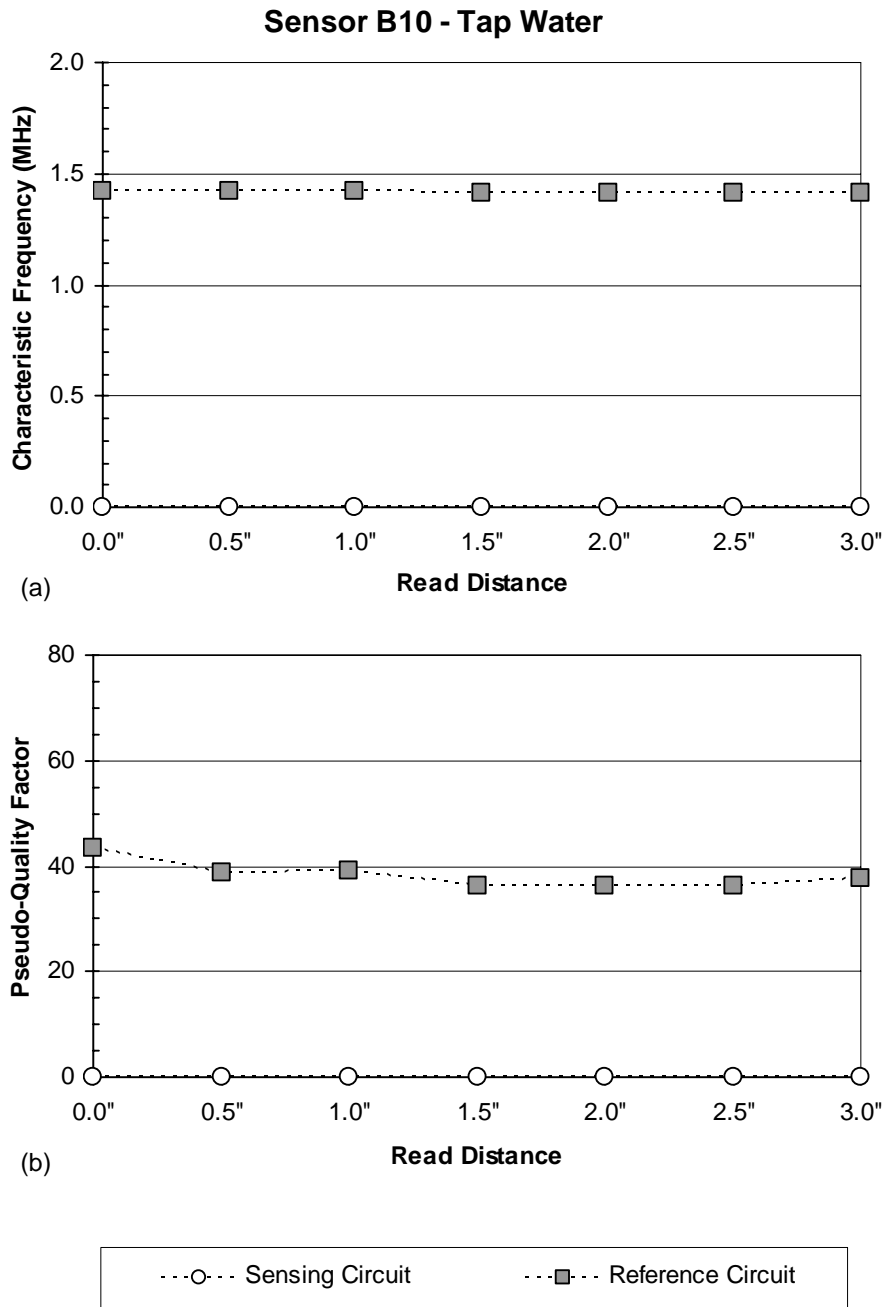 Sensor B10 - Tap Water
Characteristic Frequency (MHz)
2.0
1.5
1.0
0.5
0.0
0.0" 0.5" 1.0" 1.5" 2.0" 2.5" 3.0"
Read Distance
(a)
Pseudo-Quality Factor
80
60
40
20
0
0.0" 0.5" 1.0" 1.5" 2.0" 2.5" 3.0"
Read Distance
(b)
Sensing Circuit Reference Circuit